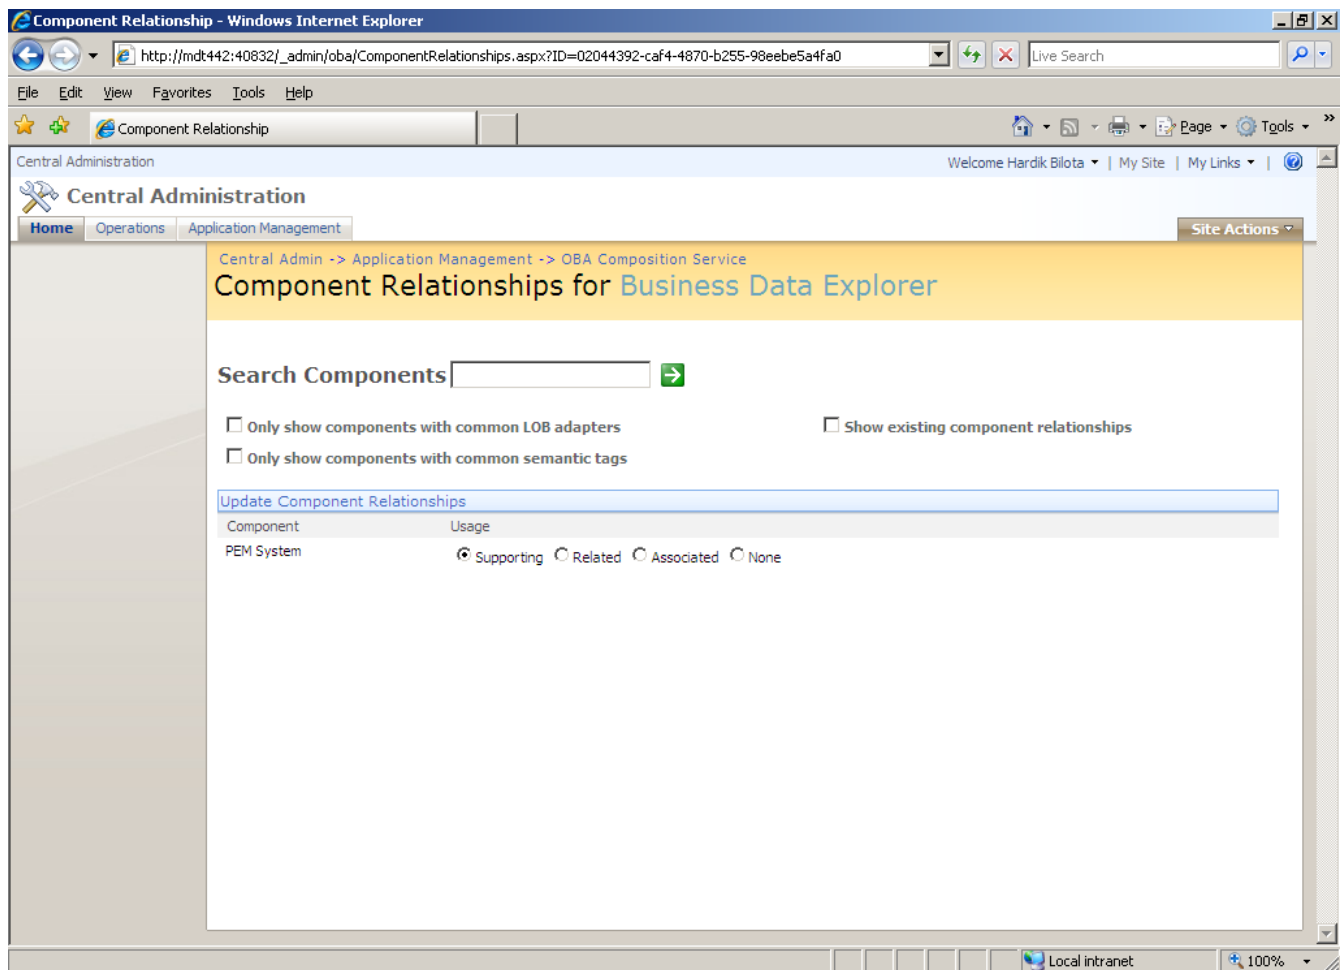 Component Relationship - Windows Internet Explorer
http://mdt442:40832/_admin/oba/ComponentRelationships.aspx?ID=02044392-caf4-4870-b255-98eebe5a4fa0
Live Search
File Edit View Favorites Tools Help
Component Relationship
Page Tools »
Central Administration
Welcome Hardik Bilota | My Site | My Links |
Central Administration
Home Operations Application Management
Site Actions
Central Admin -> Application Management -> OBA Composition Service
Component Relationships for Business Data Explorer
Search Components
Only show components with common LOB adapters
Show existing component relationships
Only show components with common semantic tags
Update Component Relationships
Component Usage
PEM System Supporting Related Associated None
Local intranet 100%